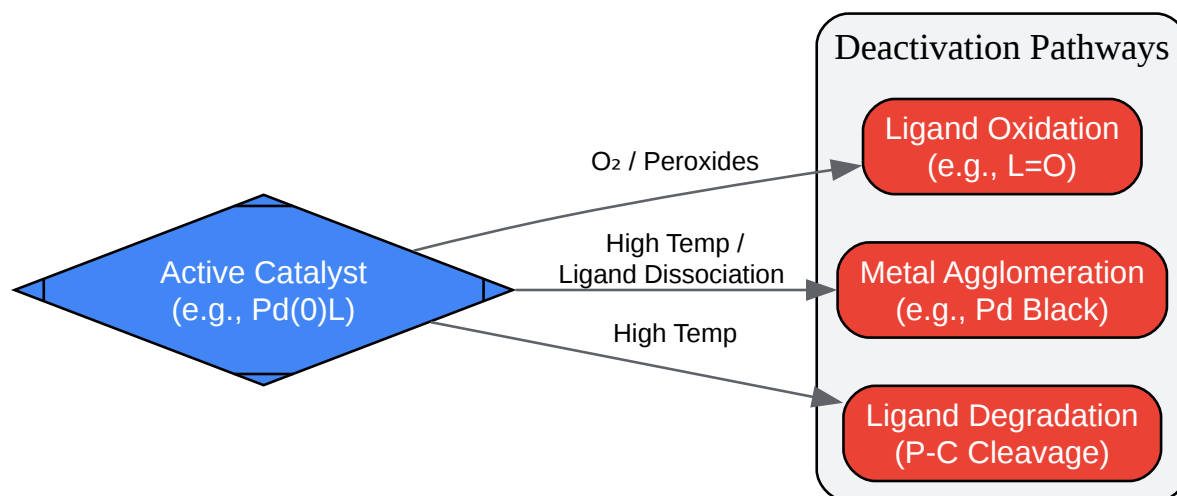 Deactivation Pathways
Ligand Oxidation
(e.g., L=O)
O₂ / Peroxides
High Temp /
Ligand Dissociation
Active Catalyst
(e.g., Pd(0)L)
Metal Agglomeration
(e.g., Pd Black)
High Temp
Ligand Degradation
(P-C Cleavage)